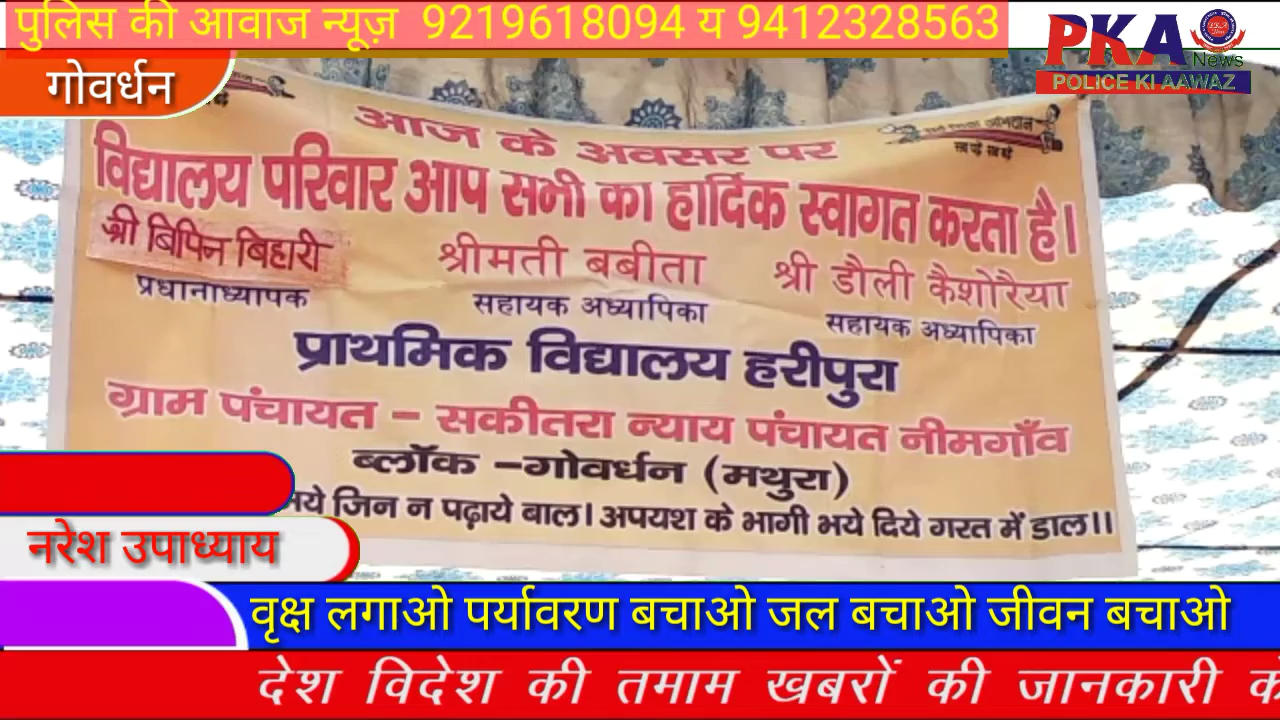 पुलिस की आवाज न्यूज़ 9219618094 य 9412328563
PKA
News
POLICE KI AAWAZ
गोवर्धन
आज के अवसर पर
विद्यालय परिवार आप सभी का हार्दिक स्वागत करता है।
श्री बिपिन बिहारी श्रीमती बबीता श्री डौली कैशोरैया
प्रधानाध्यापक सहायक अध्यापिका सहायक अध्यापिका
प्राथमिक विद्यालय हरीपुरा
ग्राम पंचायत – सकीतरा न्याय पंचायत नीमगाँव
ब्लॉक –गोवर्धन (मथुरा)
जिन न पढ़ाये बाल। अपयश के भागी भये दिये गरत में डाल।।
नरेश उपाध्याय
वृक्ष लगाओ पर्यावरण बचाओ जल बचाओ जीवन बचाओ
देश विदेश की तमाम खबरों की जानकारी के